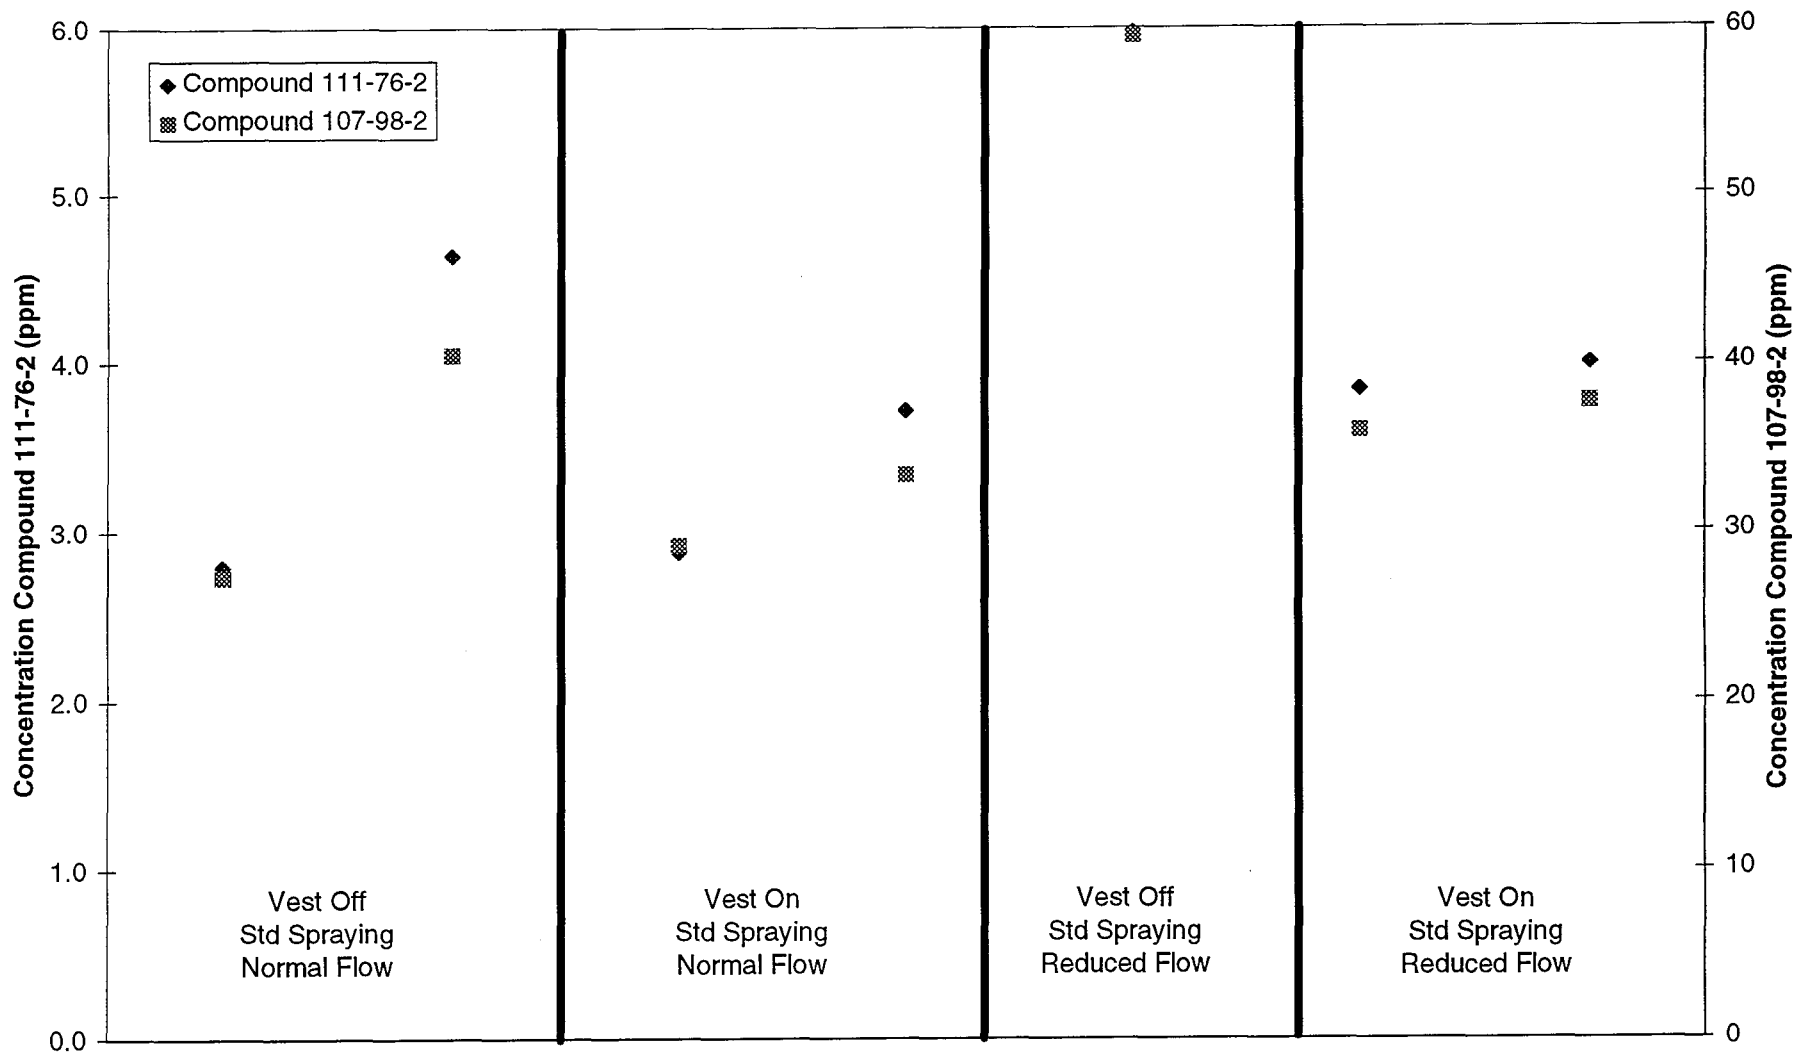 6.0
5.0
4.0
3.0
2.0
1.0
0.0
Concentration Compound 111-76-2 (ppm)
Compound 111-76-2
Compound 107-98-2
Vest Off
Std Spraying
Normal Flow
Vest On
Std Spraying
Normal Flow
Vest Off
Std Spraying
Reduced Flow
Vest On
Std Spraying
Reduced Flow
60
50
40
30
20
10
0
Concentration Compound 107-98-2 (ppm)